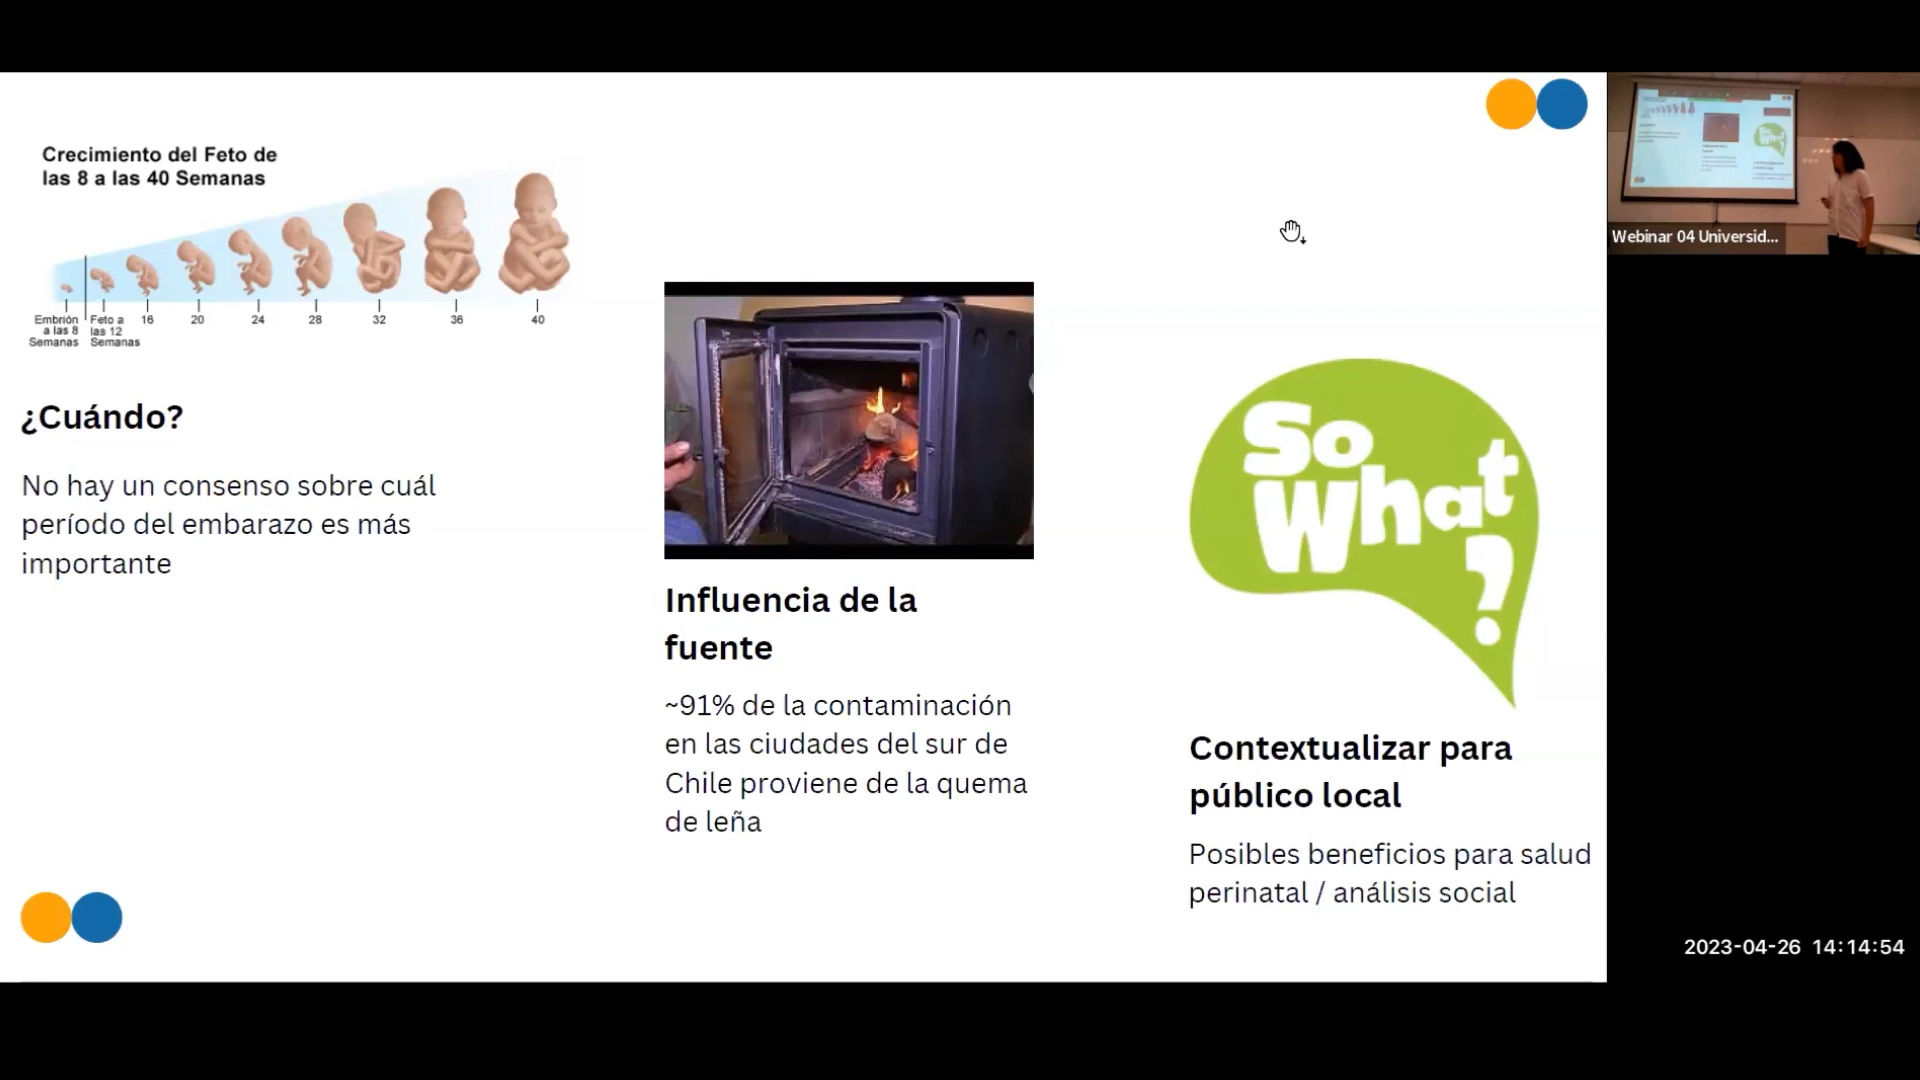 Crecimiento del Feto de
las 8 a las 40 Semanas
Embrión
a las 8
Semanas
Feto a
las 12
Semanas
16
20
24
28
32
36
40
¿Cuándo?
No hay un consenso sobre cuál
período del embarazo es más
importante
Influencia de la
fuente
~91% de la contaminación
en las ciudades del sur de
Chile proviene de la quema
de leña
So
What
?
Contextualizar para
público local
Posibles beneficios para salud
perinatal / análisis social
Webinar 04 Universid...
2023-04-26 14:14:54